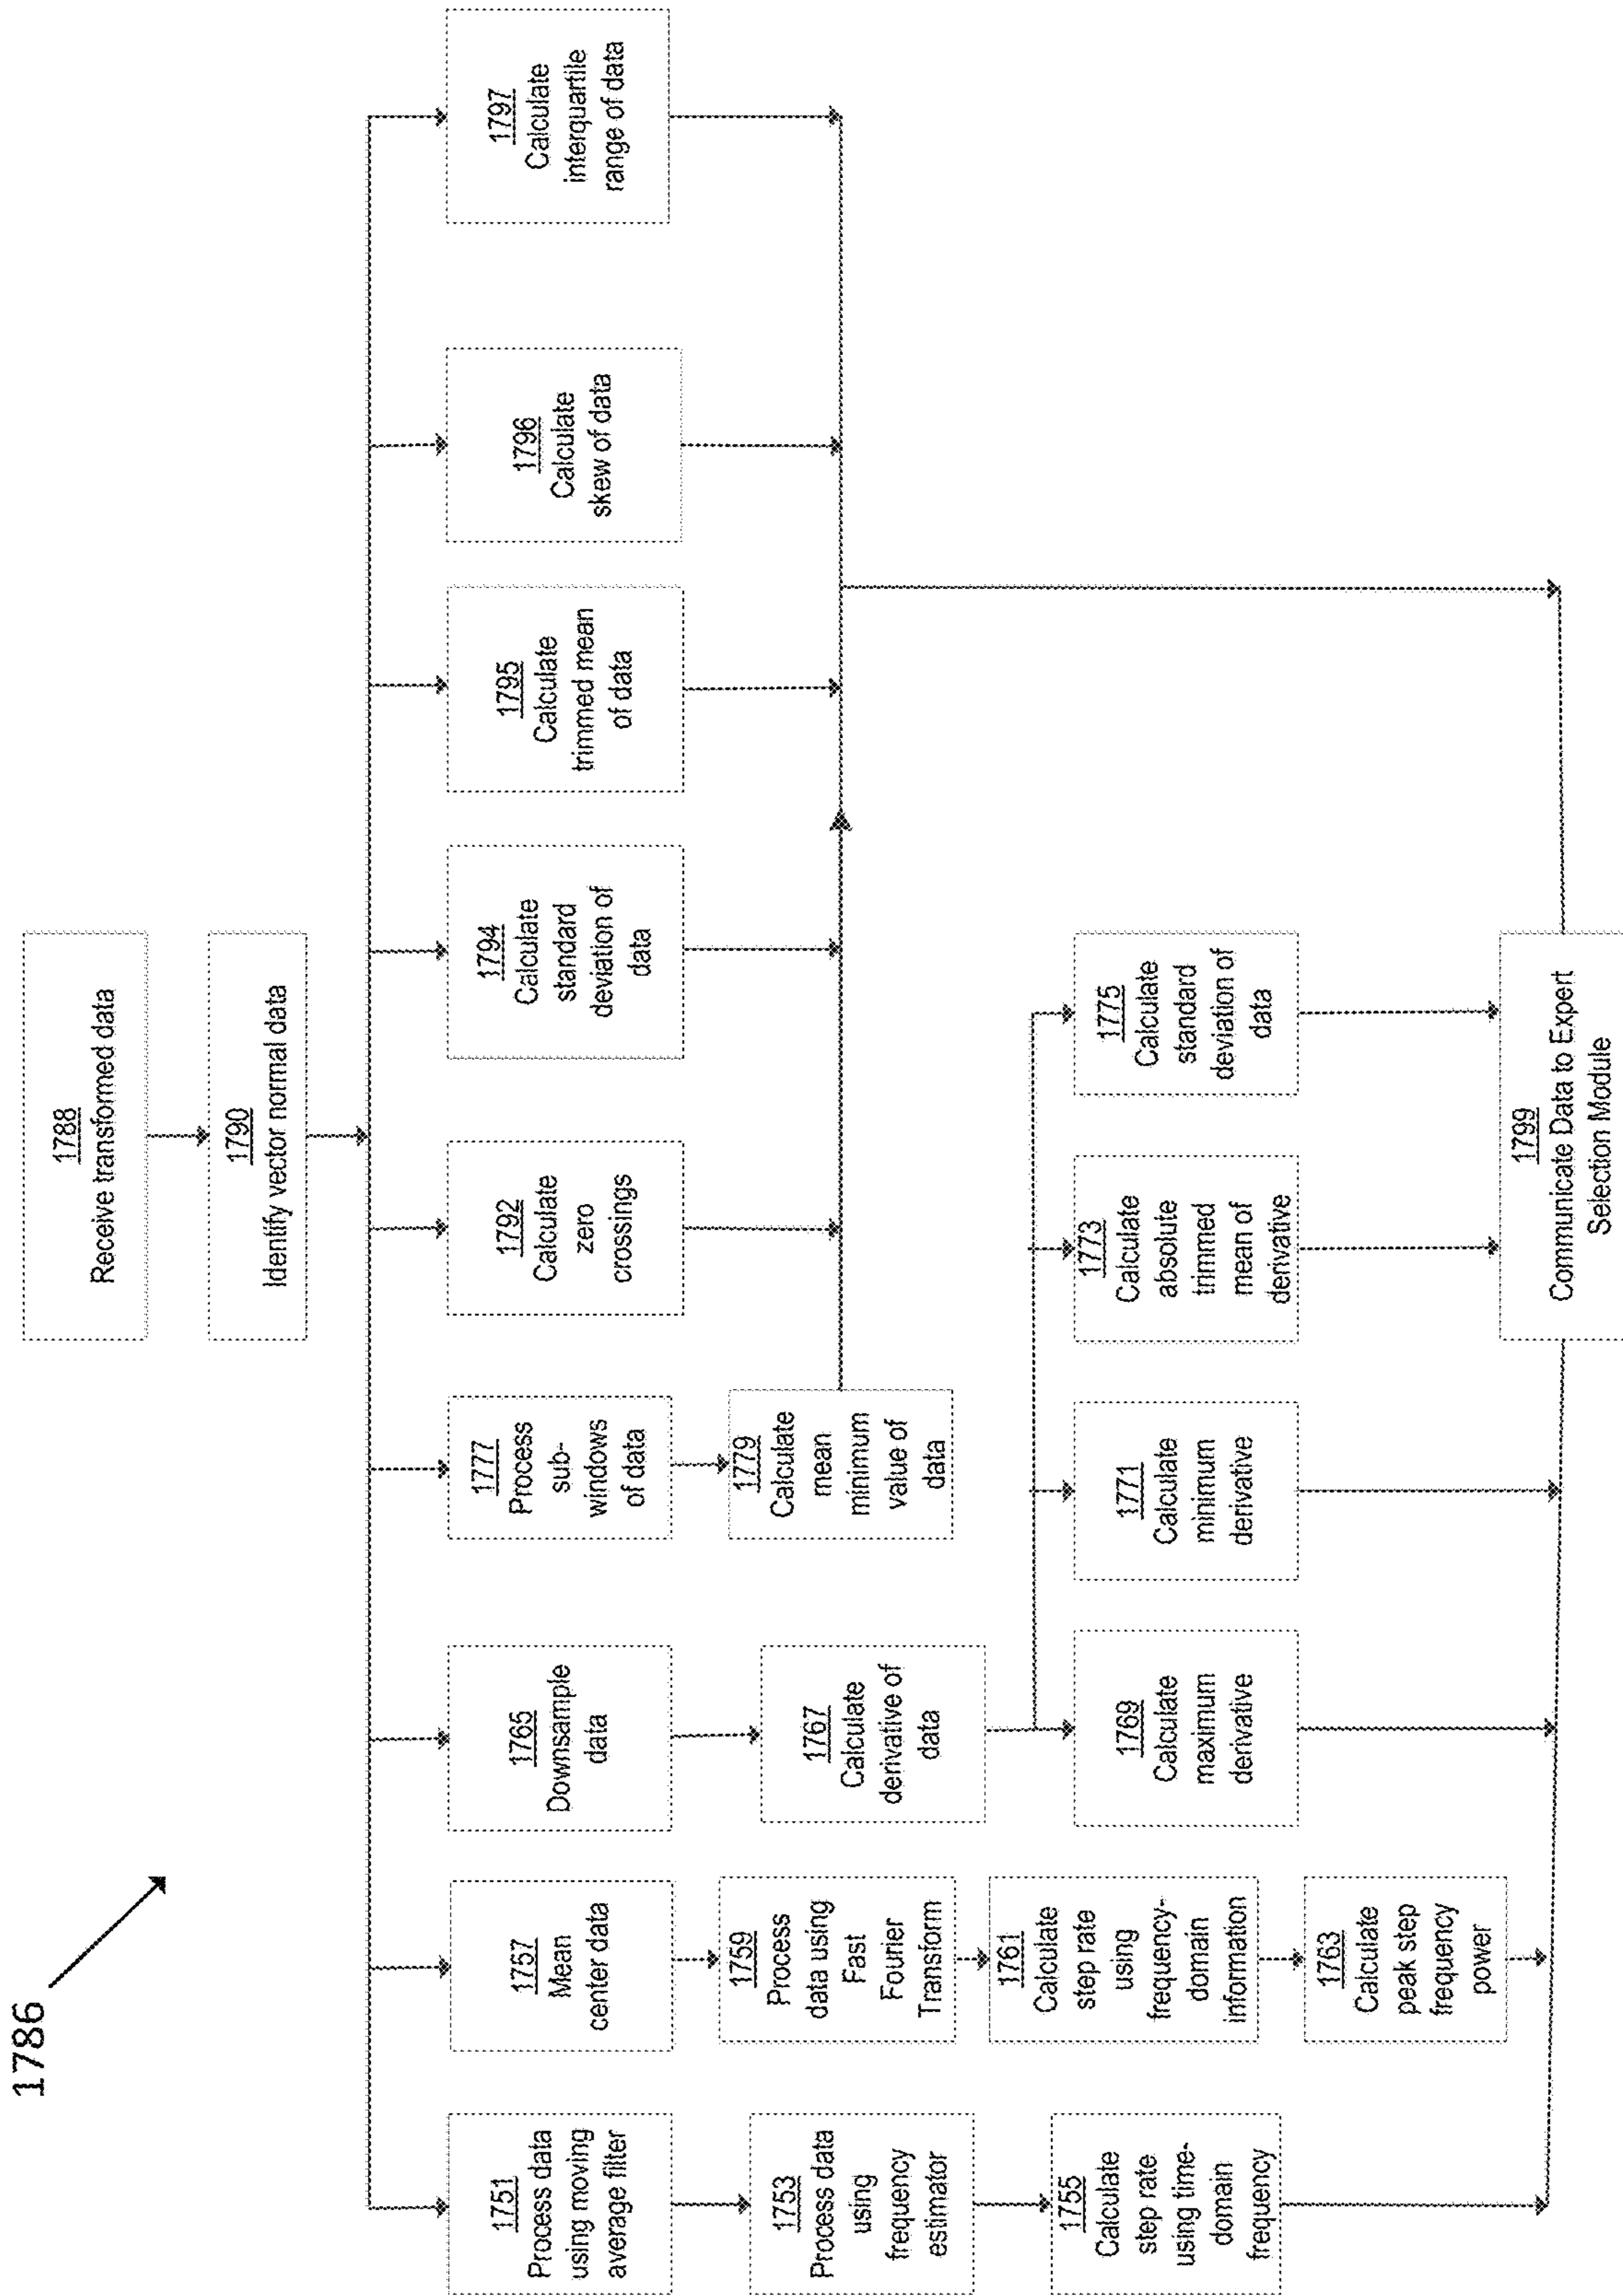 1786
1788
Receive transformed data
1790
Identify vector normal data
1751
Process data
using moving
average filter
1757
Mean
center data
1765
Downsample
data
1777
Process
sub-
windows
of data
1792
Calculate
zero
crossings
1794
Calculate
standard
deviation of
data
1795
Calculate
trimmed mean
of data
1796
Calculate
skew of data
1797
Calculate
interquartile
range of data
1753
Process data
using
frequency
estimator
1759
Process
data using
Fast
Fourier
Transform
1767
Calculate
derivative of
data
1779
Calculate
mean
minimum
value of
data
1755
Calculate
step rate
using time-
domain
frequency
1761
Calculate
step rate
using
frequency-
domain
information
1763
Calculate
peak step
frequency
power
1769
Calculate
maximum
derivative
1771
Calculate
minimum
derivative
1773
Calculate
absolute
trimmed
mean of
derivative
1775
Calculate
standard
deviation of
data
1799
Communicate Data to Expert
Selection Module